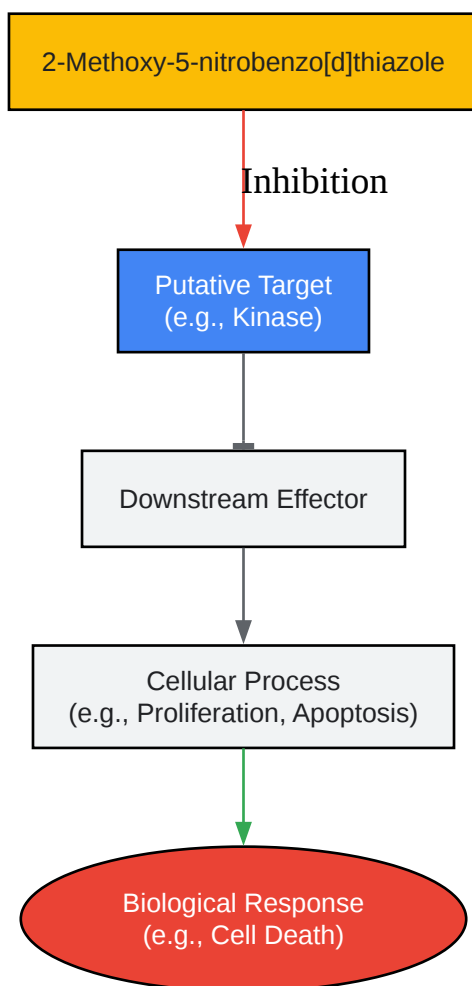 2-Methoxy-5-nitrobenzo[d]thiazole
Inhibition
Putative Target
(e.g., Kinase)
Downstream Effector
Cellular Process
(e.g., Proliferation, Apoptosis)
Biological Response
(e.g., Cell Death)